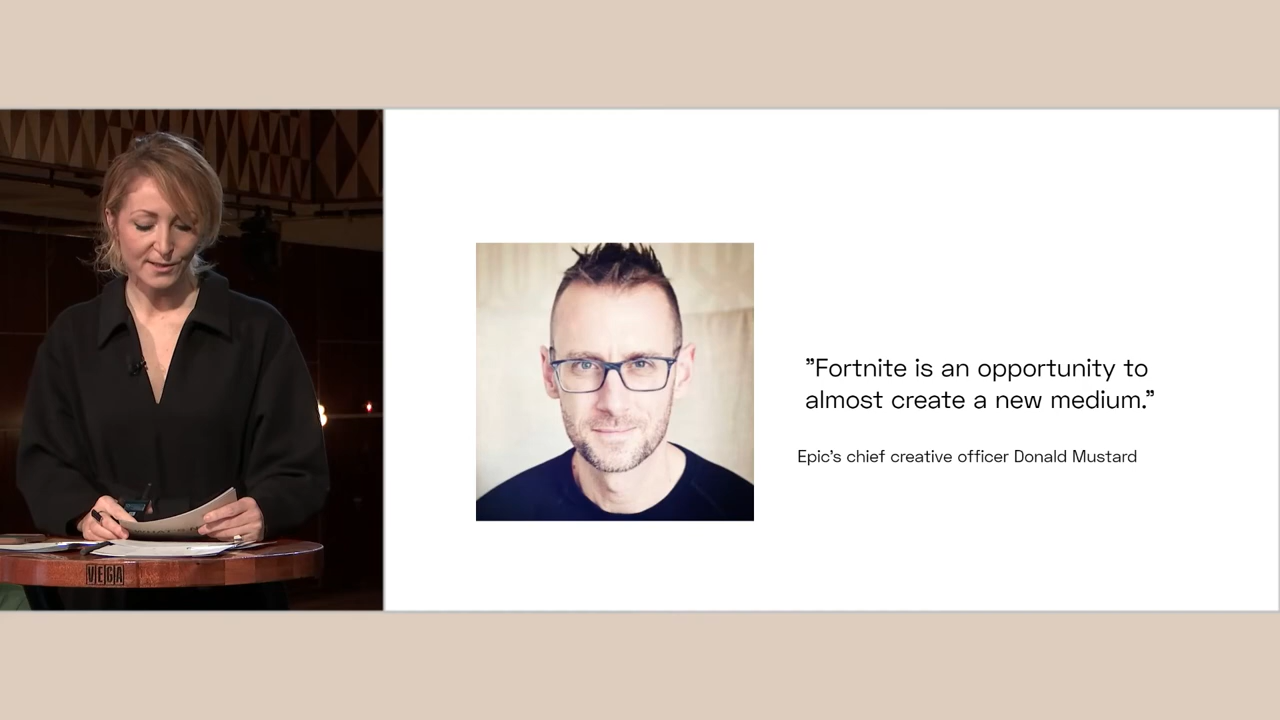 ”Fortnite is an opportunity to
almost create a new medium.”
Epic's chief creative officer Donald Mustard
VEGA